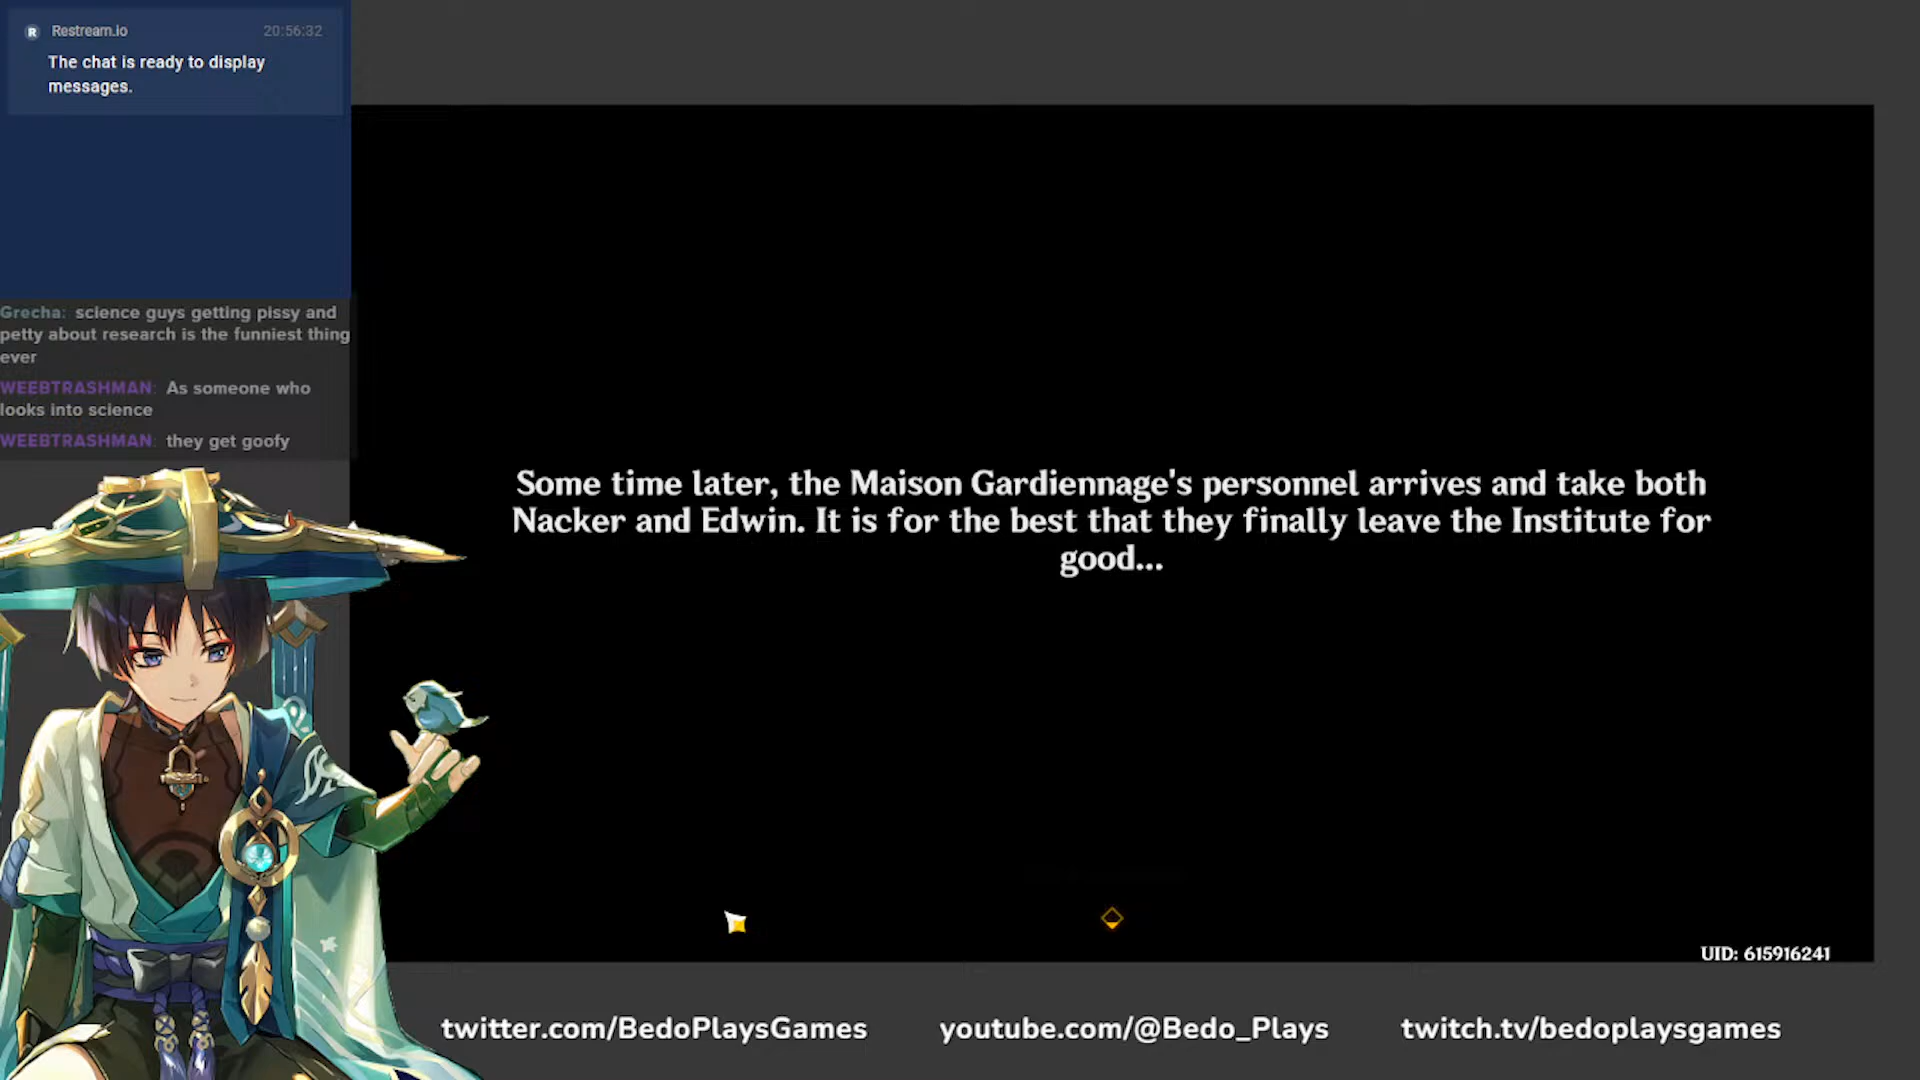 R Restream.io 20:56:32
The chat is ready to display
messages.
Grecha: science guys getting pissy and
petty about research is the funniest thing
ever
WEEBTRASHMAN: As someone who
looks into science
WEEBTRASHMAN: they get goofy
Some time later, the Maison Gardiennage's personnel arrives and take both
Nacker and Edwin. It is for the best that they finally leave the Institute for
good...
UID: 615916241
twitter.com/BedoPlaysGames youtube.com/@Bedo_Plays twitch.tv/bedoplaysgames